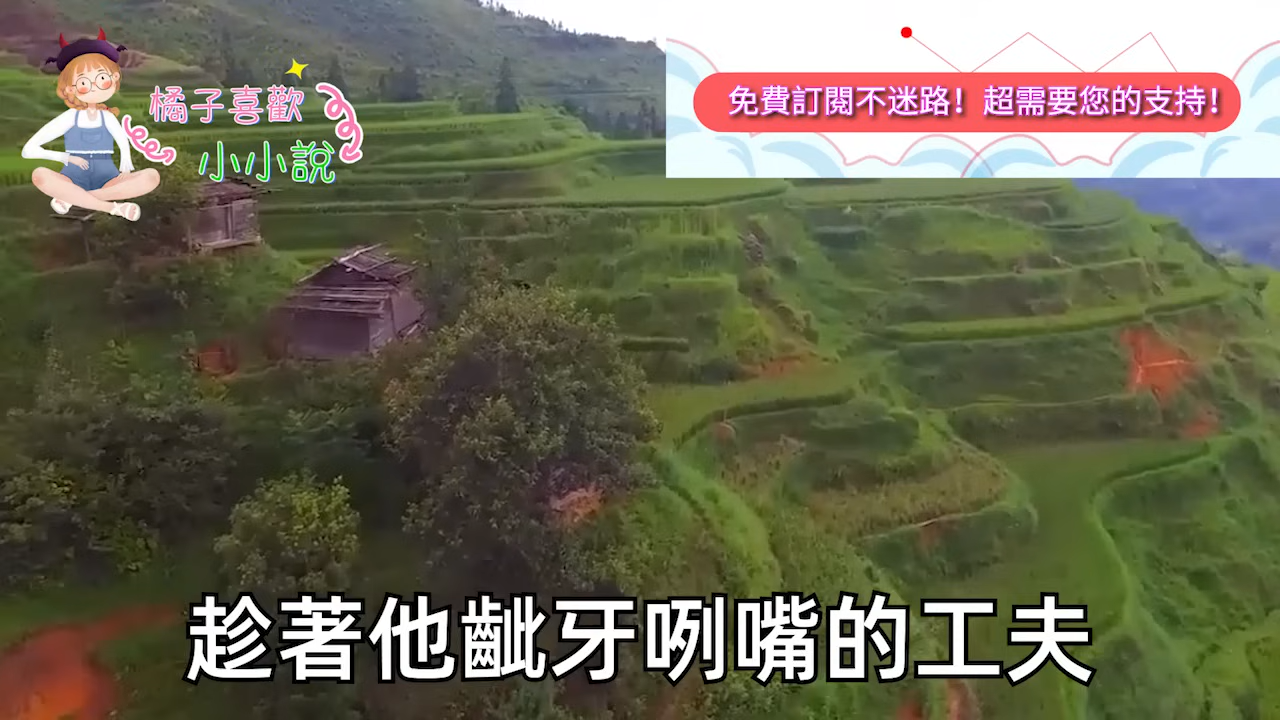 橘子喜歡
小小說
免費訂閱不迷路！超需要您的支持！
趁著他齜牙咧嘴的工夫